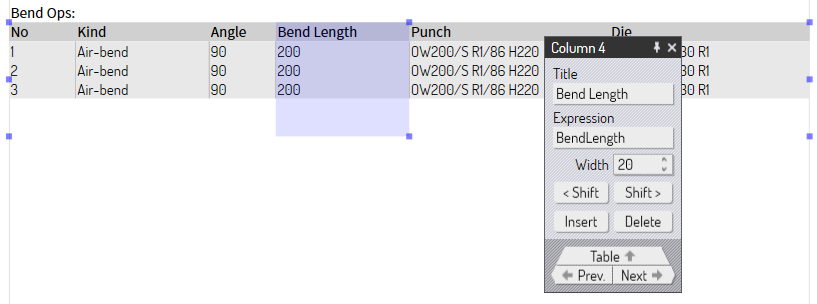 Bend Ops:
No Kind Angle Bend Length Punch Die
1 Air-bend 90 200 OW200/S R1/86 H220 30 R1
2 Air-bend 90 200 OW200/S R1/86 H220 30 R1
3 Air-bend 90 200 OW200/S R1/86 H220 30 R1
Column 4
Title
Bend Length
Expression
BendLength
Width 20
< Shift Shift >
Insert Delete
Table
Prev. Next